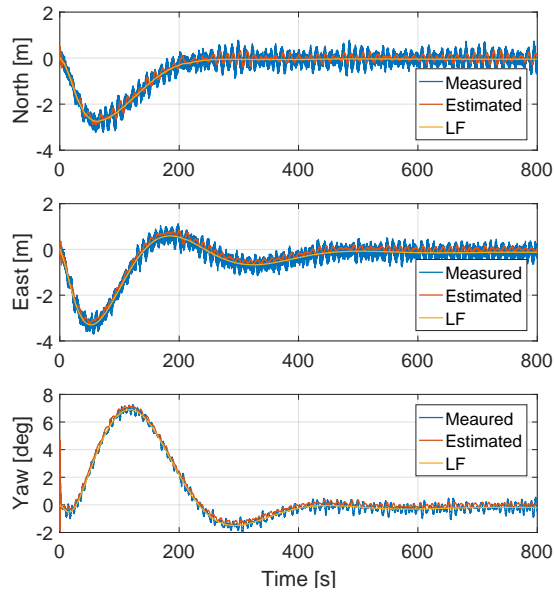 2
0
-2
-4
North [m]
Measured
Estimated
LF
0
200
400
600
800
2
0
-2
-4
East [m]
Measured
Estimated
LF
0
200
400
600
800
8
6
4
2
0
-2
Yaw [deg]
Meaured
Estimated
LF
0
200
400
600
800
Time [s]